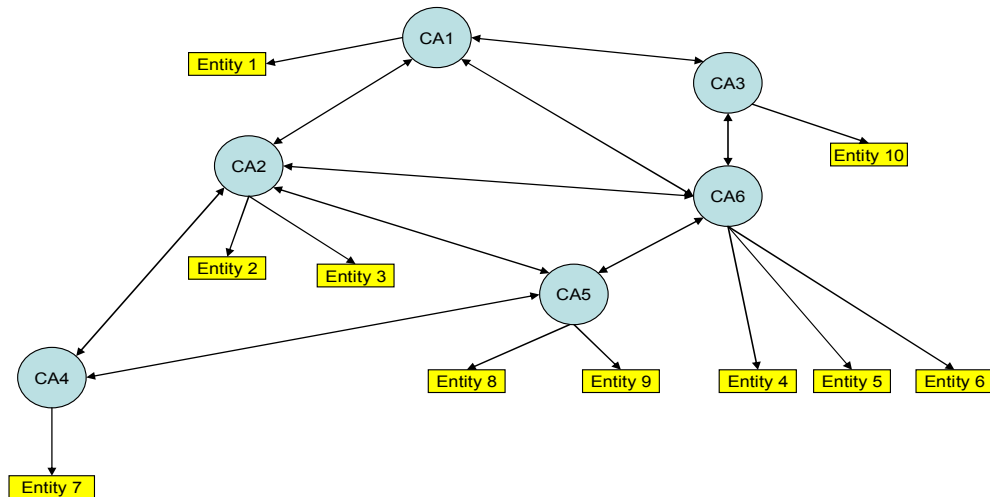 CA1
Entity 1
CA3
Entity 10
CA2
CA6
Entity 2
Entity 3
CA5
CA4
Entity 8
Entity 9
Entity 4
Entity 5
Entity 6
Entity 7